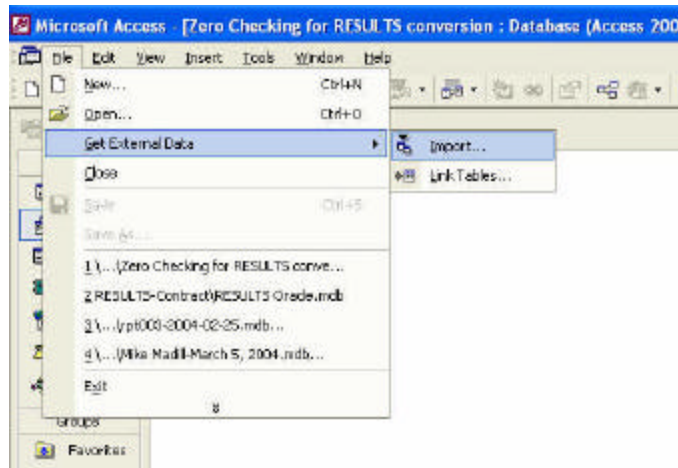 Microsoft Access - [Zero Checking for RESULTS conversion : Database (Access 200
File Edit View Insert Tools Window Help
New... Ctrl+N
Open... Ctrl+O
Get External Data
Import...
Close
Link Tables...
Save Ctrl+S
Save As...
1 \...\Zero Checking for RESULTS conve...
2 RESULTS-Contract\RESULTS Oracle.mdb
3 \...\rpt003-2004-02-25.mdb...
4 \...\Mike Madill-March 5, 2004.mdb...
Exit
Groups
Favorites